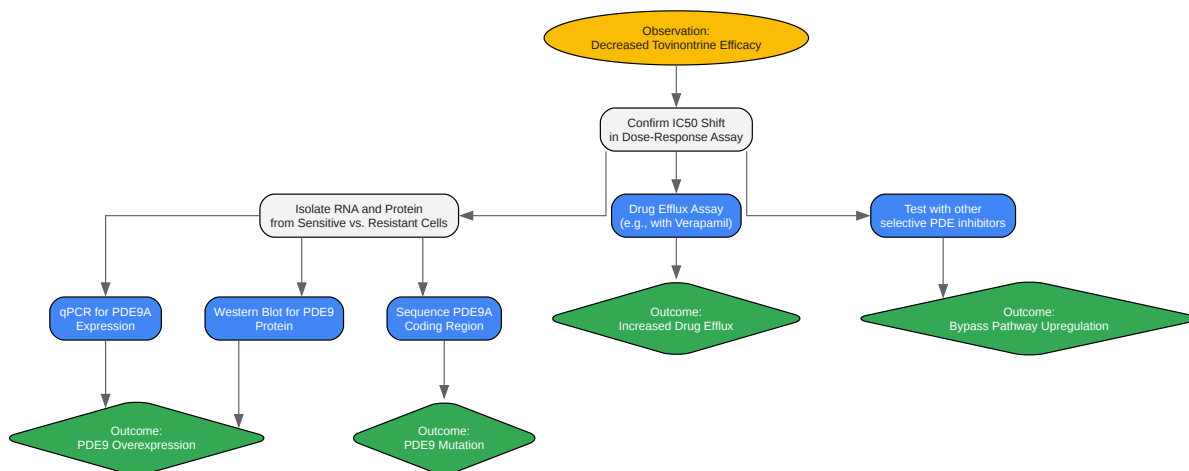 Observation:
Decreased Tovinontrine Efficacy
Confirm IC50 Shift
in Dose-Response Assay
Isolate RNA and Protein
from Sensitive vs. Resistant Cells
Drug Efflux Assay
(e.g., with Verapamil)
Test with other
selective PDE inhibitors
qPCR for PDE9A
Expression
Western Blot for PDE9
Protein
Sequence PDE9A
Coding Region
Outcome:
Increased Drug Efflux
Outcome:
Bypass Pathway Upregulation
Outcome:
PDE9 Overexpression
Outcome:
PDE9 Mutation